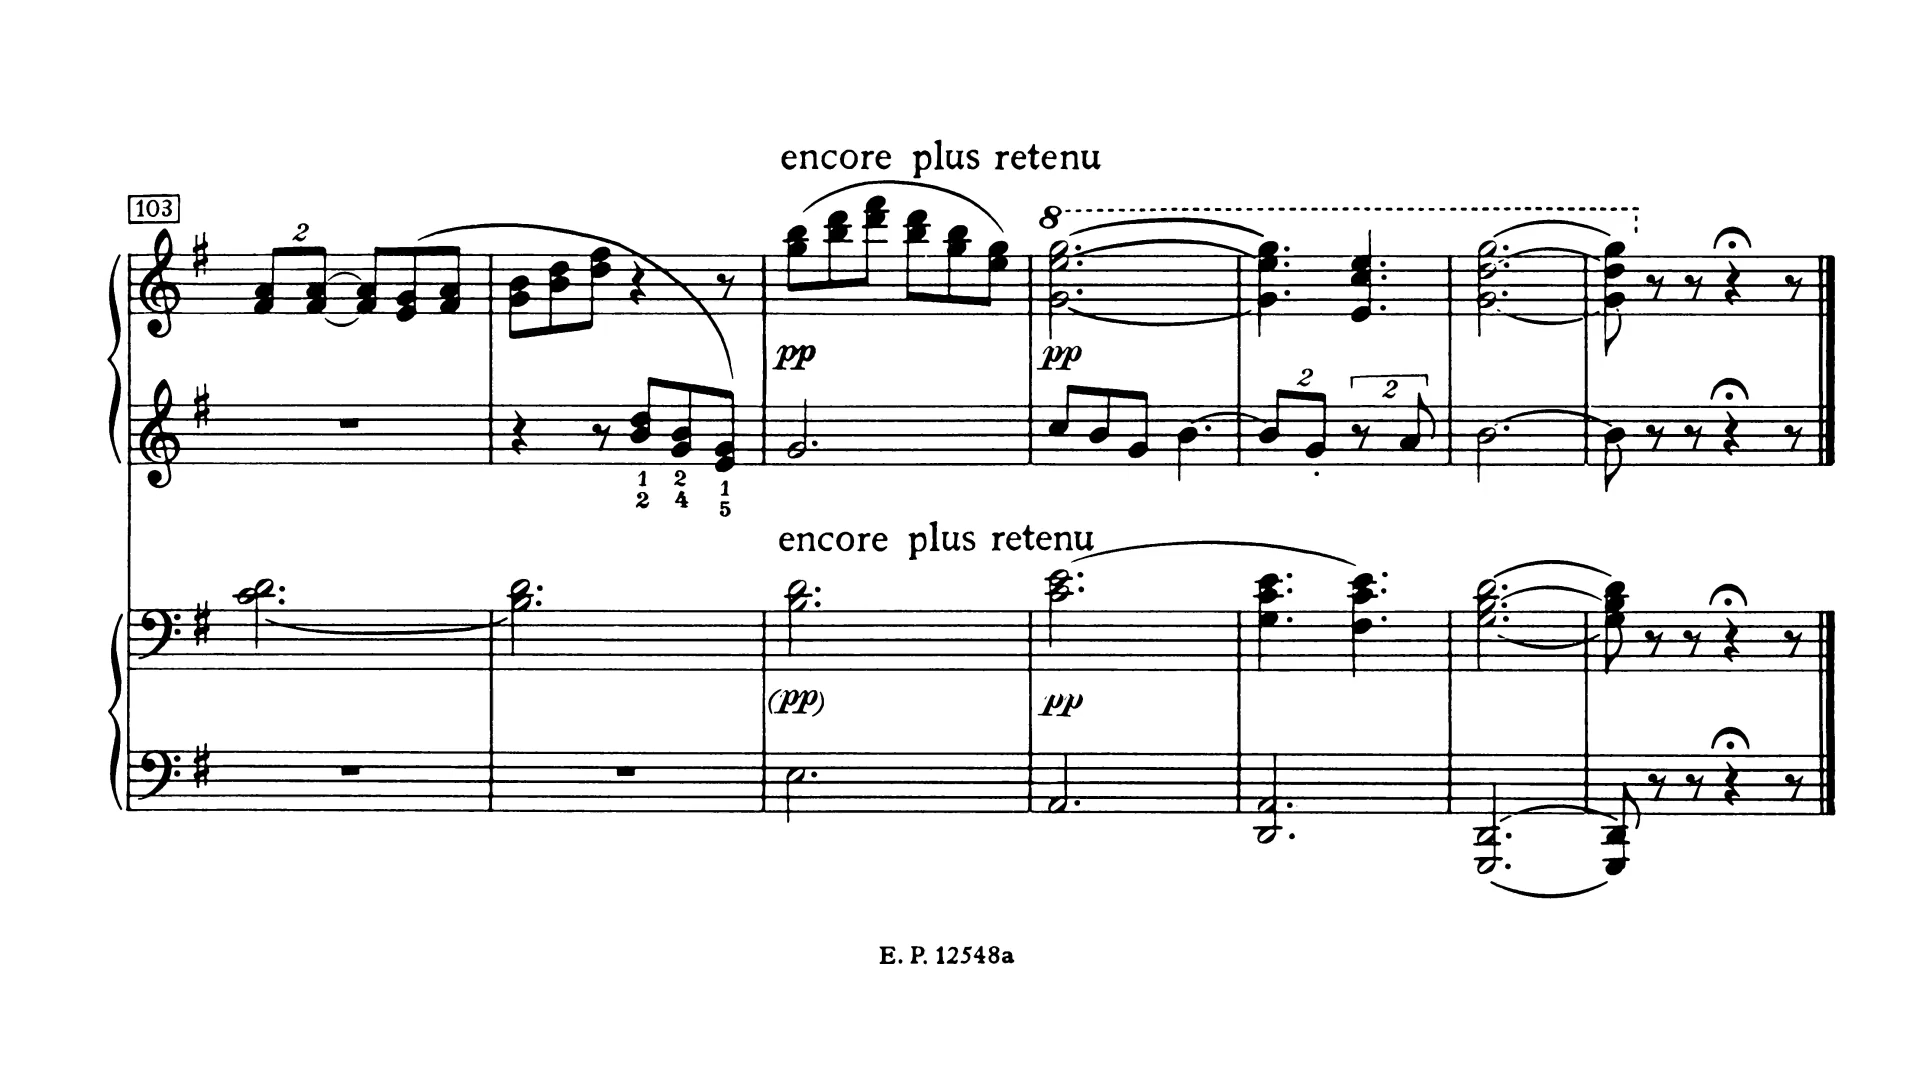 encore plus retenu
103
2
8
pp
pp
2
2
1 2 1
2 4 5
encore plus retenu
(pp)
pp
E. P. 12548a